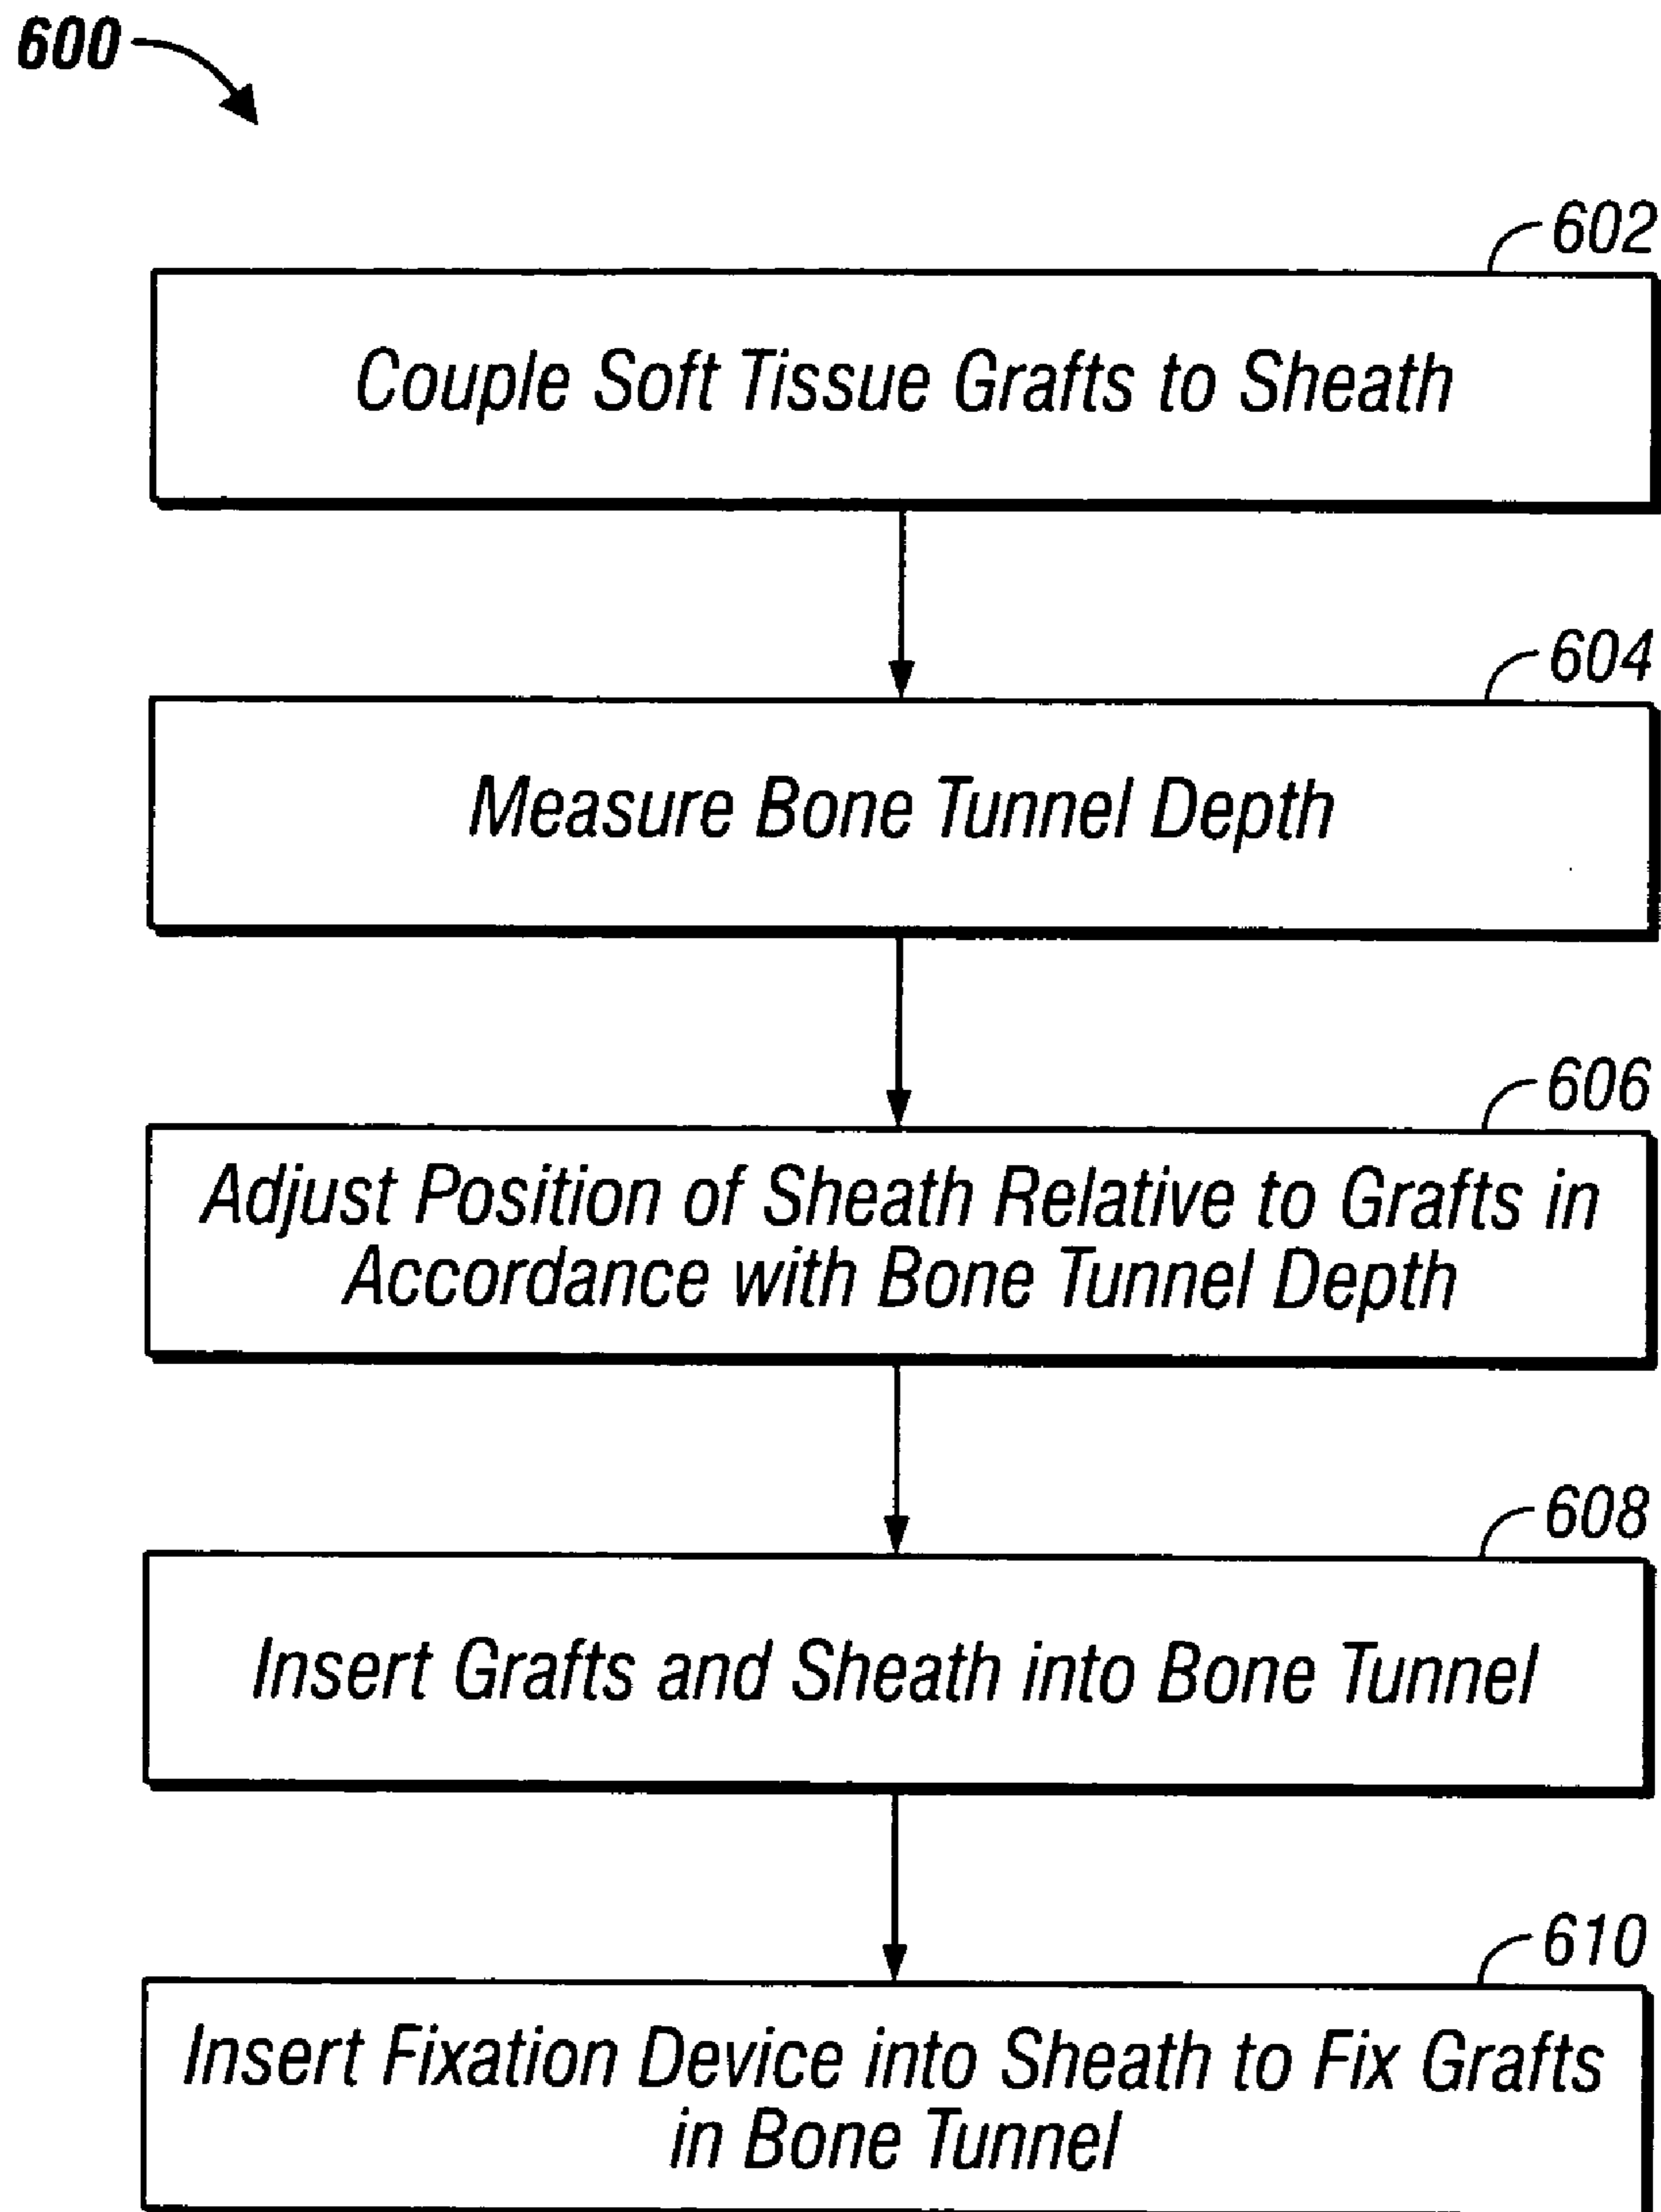 600
602
Couple Soft Tissue Grafts to Sheath
604
Measure Bone Tunnel Depth
606
Adjust Position of Sheath Relative to Grafts in
Accordance with Bone Tunnel Depth
608
Insert Grafts and Sheath into Bone Tunnel
610
Insert Fixation Device into Sheath to Fix Grafts
in Bone Tunnel